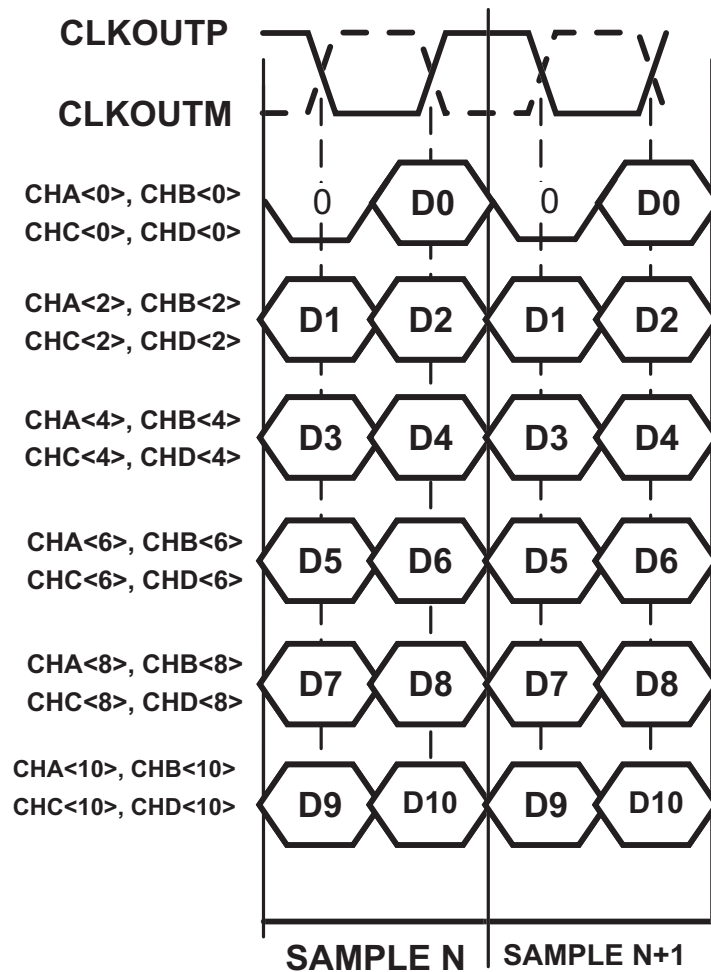 CLKOUTP
CLKOUTM
CHA<0>, CHB<0>
CHC<0>, CHD<0>
0 D0 0 D0
CHA<2>, CHB<2>
CHC<2>, CHD<2>
D1 D2 D1 D2
CHA<4>, CHB<4>
CHC<4>, CHD<4>
D3 D4 D3 D4
CHA<6>, CHB<6>
CHC<6>, CHD<6>
D5 D6 D5 D6
CHA<8>, CHB<8>
CHC<8>, CHD<8>
D7 D8 D7 D8
CHA<10>, CHB<10>
CHC<10>, CHD<10>
D9 D10 D9 D10
SAMPLE N SAMPLE N+1